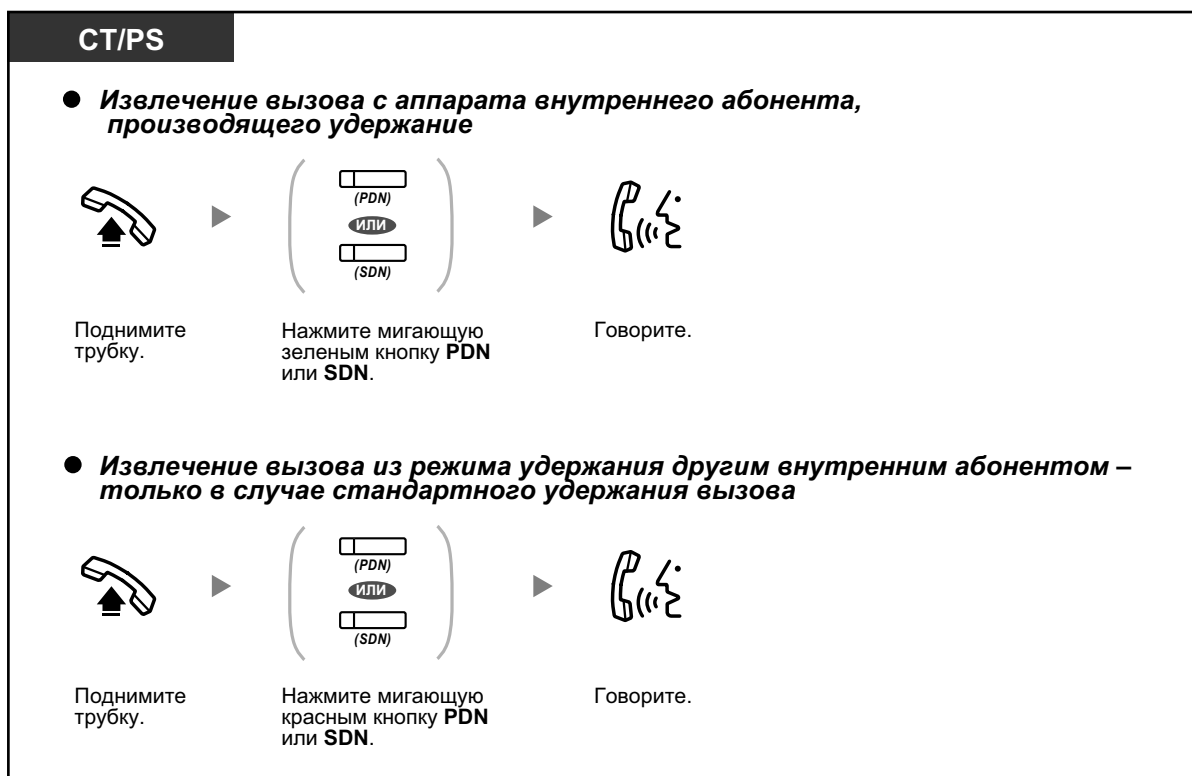 CT/PS
● Извлечение вызова с аппарата внутреннего абонента,
производящего удержание
(PDN)
ИЛИ
(SDN)
Поднимите
трубку.
Нажмите мигающую
зеленым кнопку PDN
или SDN.
Говорите.
● Извлечение вызова из режима удержания другим внутренним абонентом –
только в случае стандартного удержания вызова
(PDN)
ИЛИ
(SDN)
Поднимите
трубку.
Нажмите мигающую
красным кнопку PDN
или SDN.
Говорите.